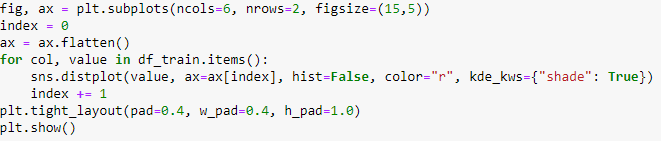 fig, ax = plt.subplots(ncols=6, nrows=2, figsize=(15,5))
index = 0
ax = ax.flatten()
for col, value in df_train.items():
    sns.distplot(value, ax=ax[index], hist=False, color="r", kde_kws={"shade": True})
    index += 1
plt.tight_layout(pad=0.4, w_pad=0.4, h_pad=1.0)
plt.show()